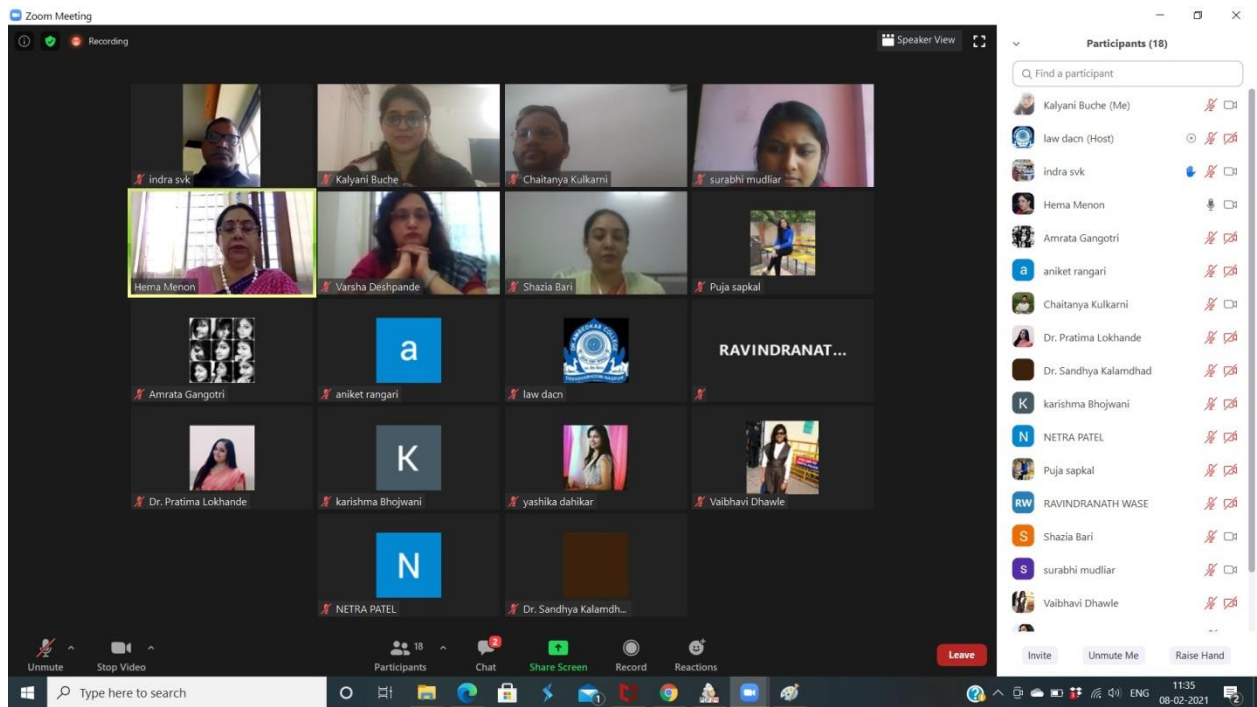 Zoom Meeting
Recording
Speaker View
indra svk
Kalyani Buche
Chaitanya Kulkarni
surabhi mudliar
Hema Menon
Varsha Deshpande
Shazia Bari
Puja sapkal
a
RAVINDRANAT...
Amrata Gangotri
aniket rangari
law dacn
K
Dr. Pratima Lokhande
karishma Bhojwani
yashika dahikar
Vaibhavi Dhawle
N
NETRA PATEL
Dr. Sandhya Kalamdh...
Unmute
Stop Video
18
Participants
2
Chat
Share Screen
Record
Reactions
Leave
Participants (18)
Find a participant
Kalyani Buche (Me)
law dacn (Host)
indra svk
Hema Menon
Amrata Gangotri
a aniket rangari
Chaitanya Kulkarni
Dr. Pratima Lokhande
Dr. Sandhya Kalamdhad
K karishma Bhojwani
N NETRA PATEL
Puja sapkal
RW RAVINDRANATH WASE
S Shazia Bari
S surabhi mudliar
Vaibhavi Dhawle
Invite Unmute Me Raise Hand
Type here to search
1
ENG
11:35
08-02-2021
2